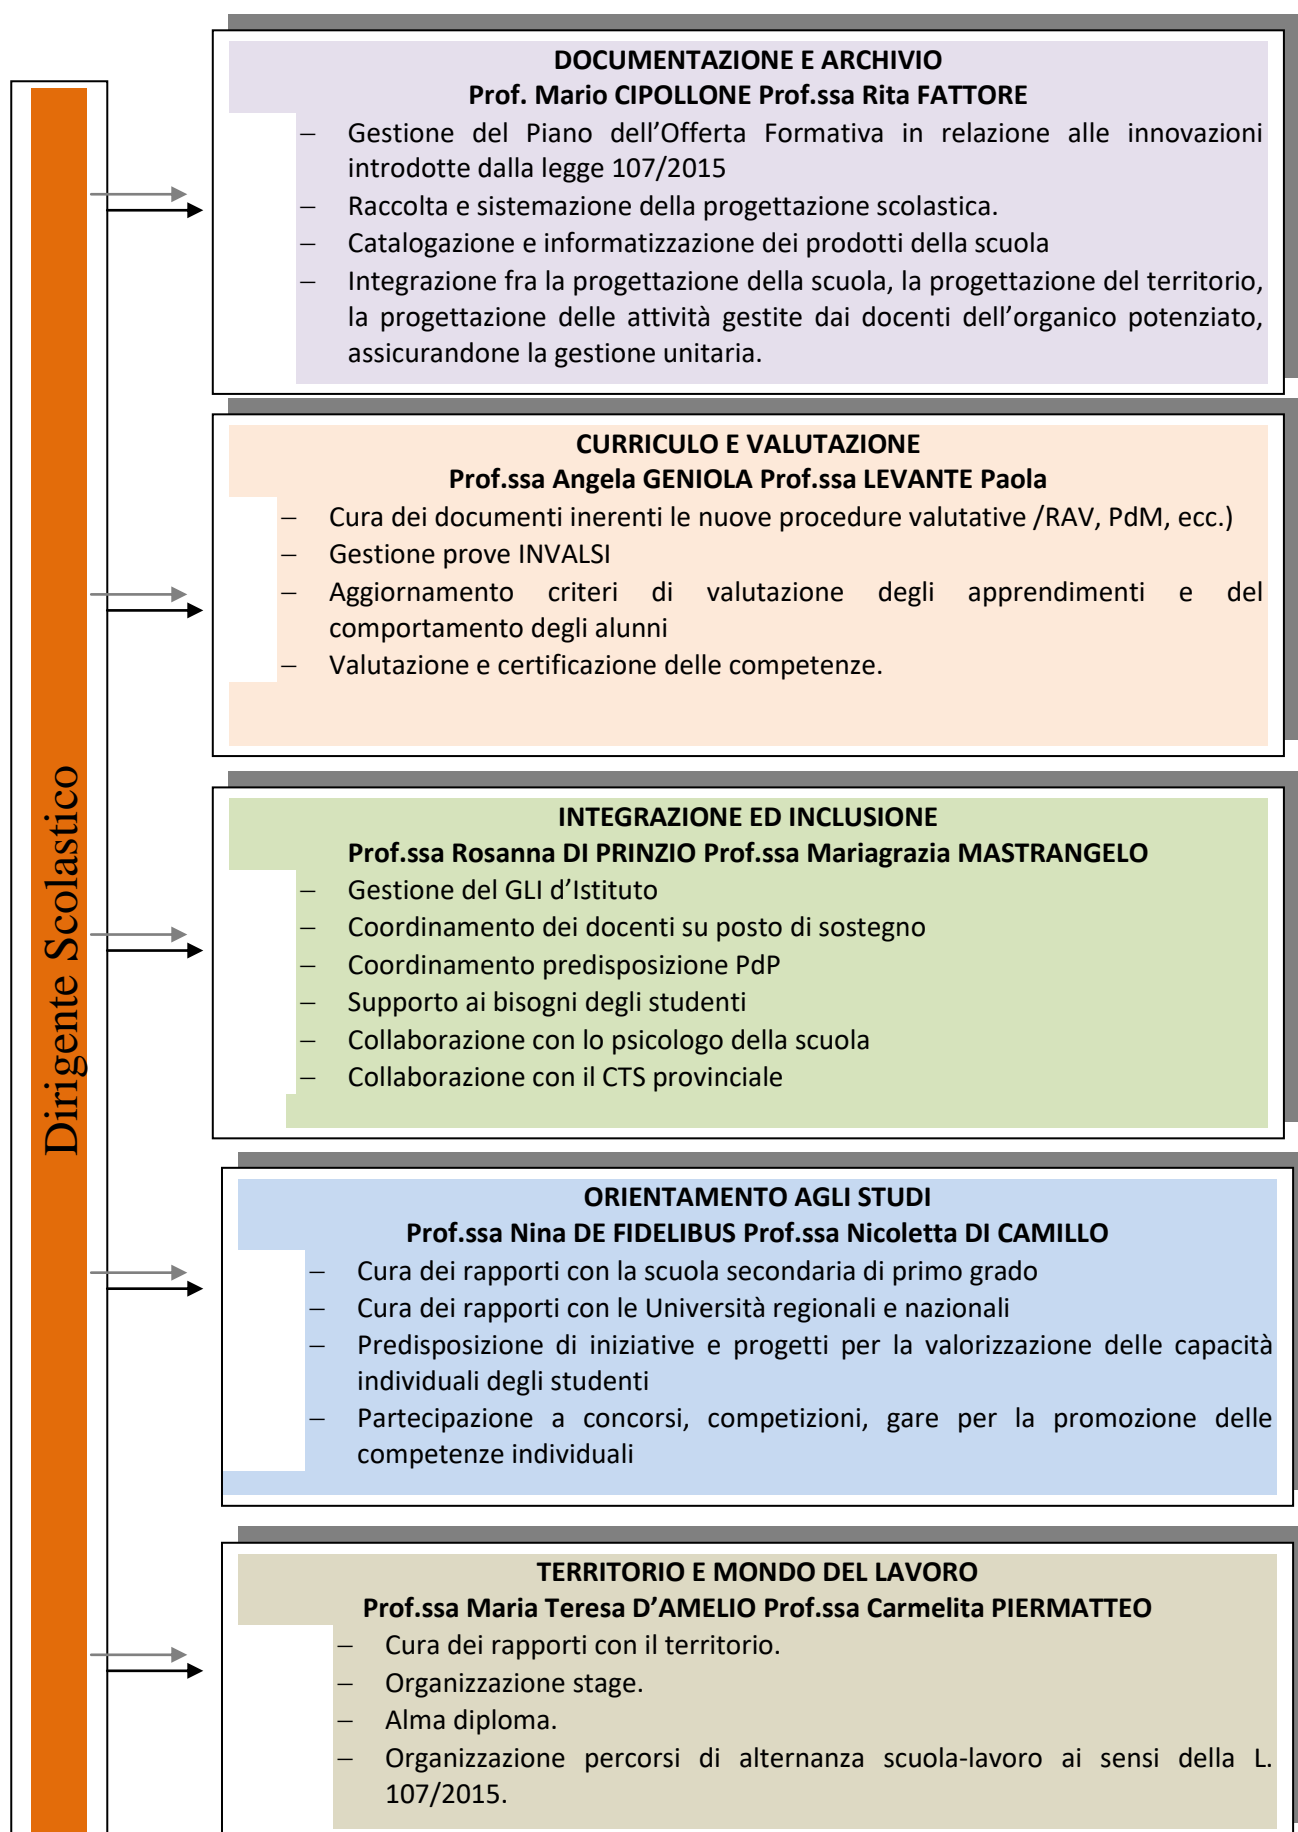 Dirigente Scolastico
DOCUMENTAZIONE E ARCHIVIO
Prof. Mario CIPOLLONE Prof.ssa Rita FATTORE
– Gestione del Piano dell’Offerta Formativa in relazione alle innovazioni
introdotte dalla legge 107/2015
– Raccolta e sistemazione della progettazione scolastica.
– Catalogazione e informatizzazione dei prodotti della scuola
– Integrazione fra la progettazione della scuola, la progettazione del territorio,
la progettazione delle attività gestite dai docenti dell’organico potenziato,
assicurandone la gestione unitaria.
CURRICULO E VALUTAZIONE
Prof.ssa Angela GENIOLA Prof.ssa LEVANTE Paola
– Cura dei documenti inerenti le nuove procedure valutative /RAV, PdM, ecc.)
– Gestione prove INVALSI
– Aggiornamento criteri di valutazione degli apprendimenti e del
comportamento degli alunni
– Valutazione e certificazione delle competenze.
INTEGRAZIONE ED INCLUSIONE
Prof.ssa Rosanna DI PRINZIO Prof.ssa Mariagrazia MASTRANGELO
– Gestione del GLI d’Istituto
– Coordinamento dei docenti su posto di sostegno
– Coordinamento predisposizione PdP
– Supporto ai bisogni degli studenti
– Collaborazione con lo psicologo della scuola
– Collaborazione con il CTS provinciale
ORIENTAMENTO AGLI STUDI
Prof.ssa Nina DE FIDELIBUS Prof.ssa Nicoletta DI CAMILLO
– Cura dei rapporti con la scuola secondaria di primo grado
– Cura dei rapporti con le Università regionali e nazionali
– Predisposizione di iniziative e progetti per la valorizzazione delle capacità
individuali degli studenti
– Partecipazione a concorsi, competizioni, gare per la promozione delle
competenze individuali
TERRITORIO E MONDO DEL LAVORO
Prof.ssa Maria Teresa D’AMELIO Prof.ssa Carmelita PIERMATTEO
– Cura dei rapporti con il territorio.
– Organizzazione stage.
– Alma diploma.
– Organizzazione percorsi di alternanza scuola-lavoro ai sensi della L.
107/2015.